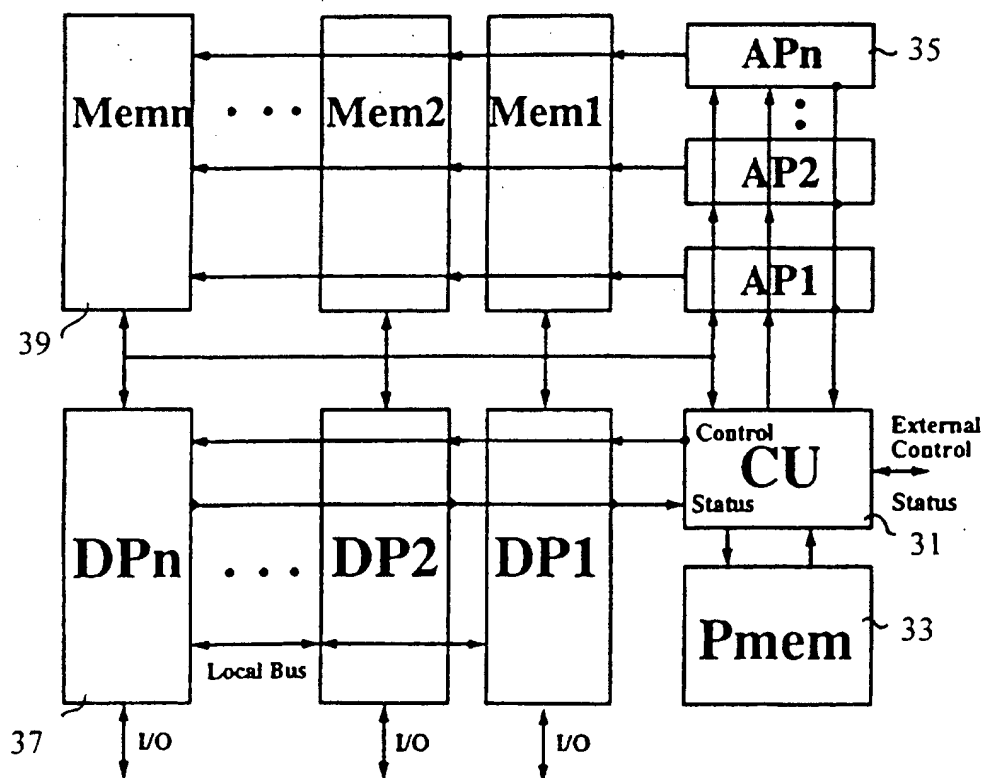 APn
35
Memn
. . .
Mem2
Mem1
:
AP2
AP1
39
Control
External
Control
CU
Status
Status
31
DPn
. . .
DP2
DP1
Pmem
33
Local Bus
37
I/O
I/O
I/O